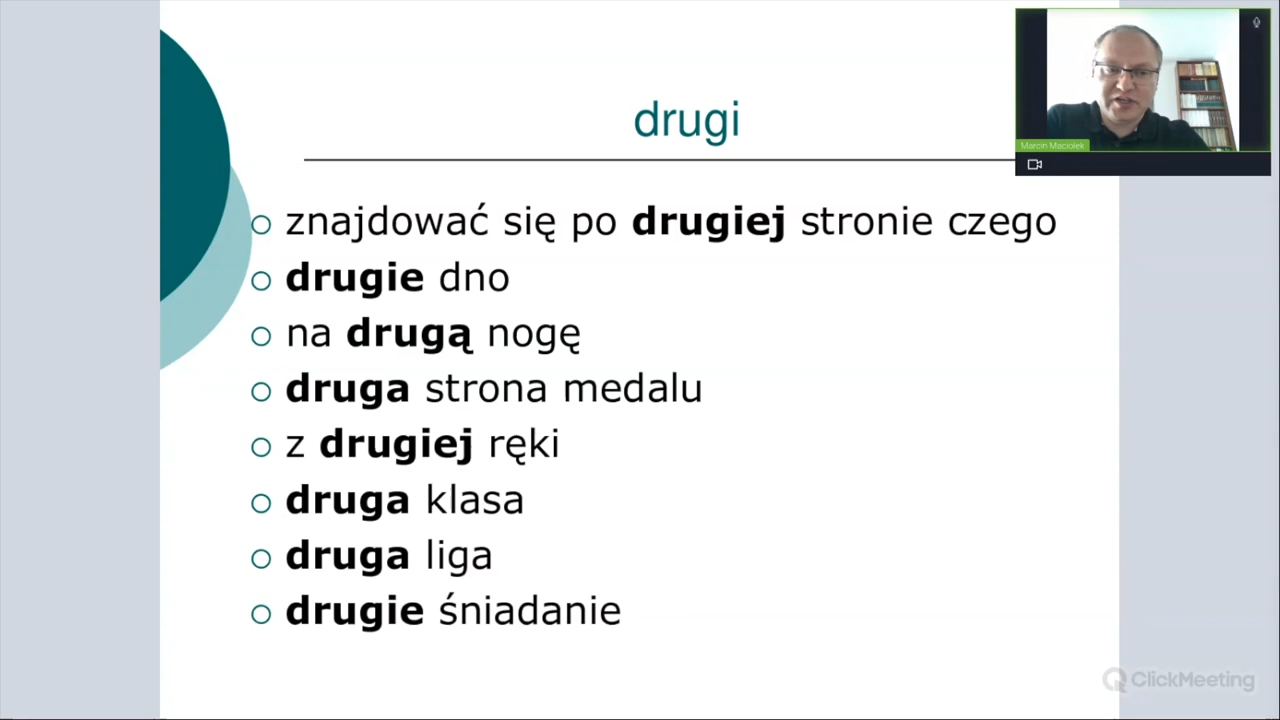 drugi
Marcin Maciołek
znajdować się po drugiej stronie czego
drugie dno
na drugą nogę
druga strona medalu
z drugiej ręki
druga klasa
druga liga
drugie śniadanie
ClickMeeting